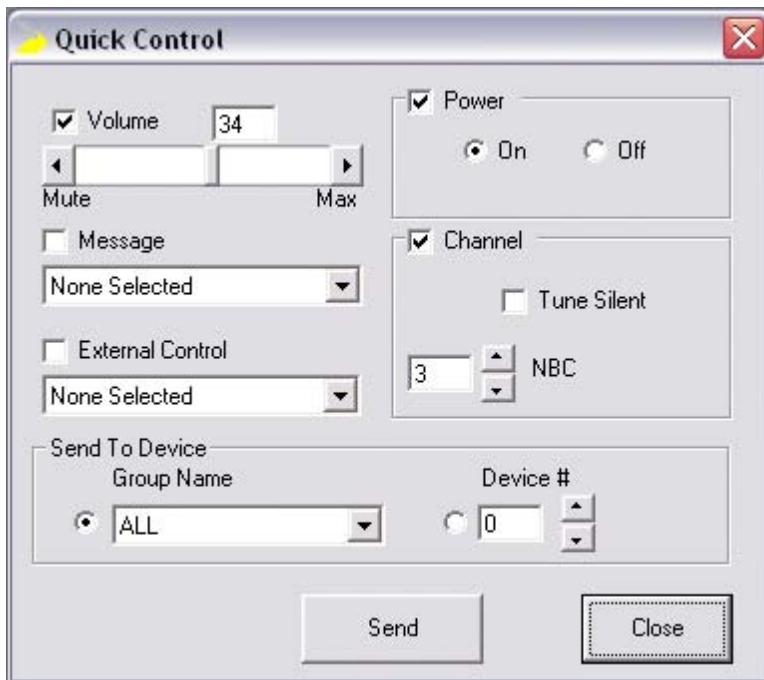 Quick Control
Volume 34
Mute Max
Message
None Selected
External Control
None Selected
Power
On Off
Channel
Tune Silent
3 NBC
Send To Device
Group Name Device #
ALL 0
Send Close